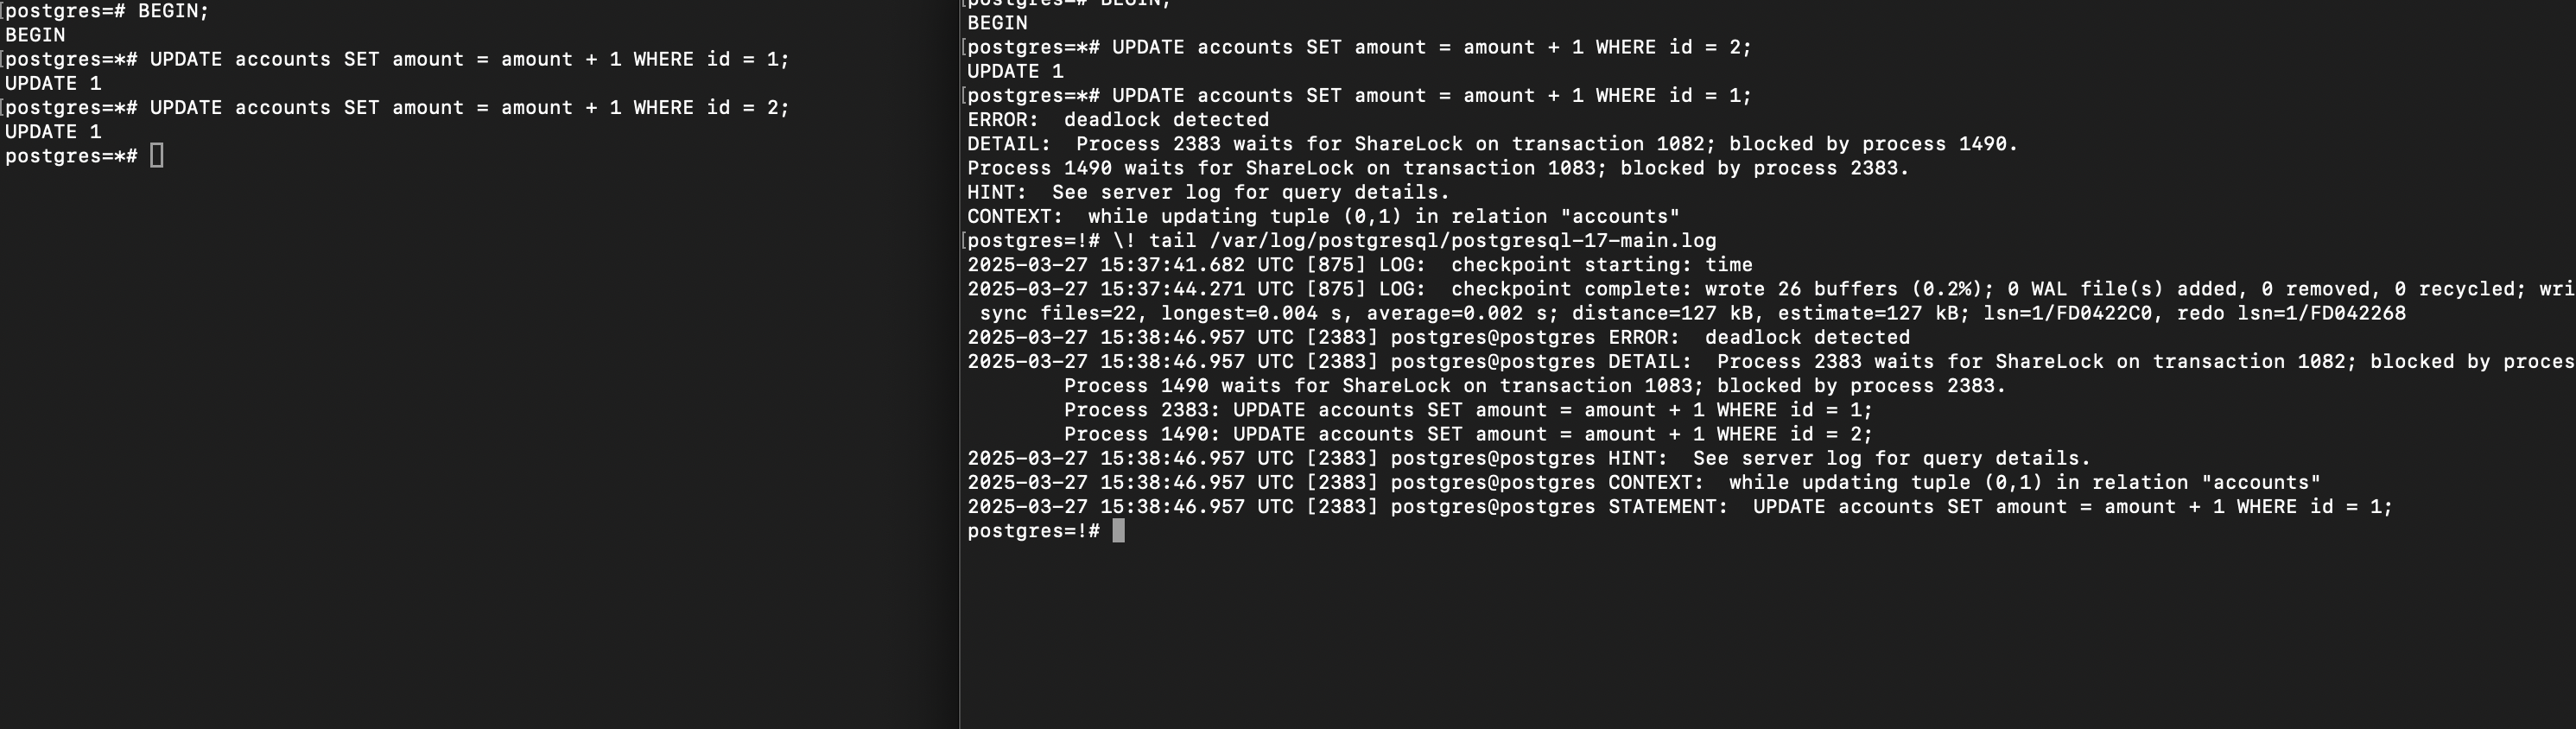 [postgres=# BEGIN;
BEGIN
[postgres=*# UPDATE accounts SET amount = amount + 1 WHERE id = 1;
UPDATE 1
[postgres=*# UPDATE accounts SET amount = amount + 1 WHERE id = 2;
UPDATE 1
postgres=*#
[postgres=# BEGIN;
BEGIN
[postgres=*# UPDATE accounts SET amount = amount + 1 WHERE id = 2;
UPDATE 1
[postgres=*# UPDATE accounts SET amount = amount + 1 WHERE id = 1;
ERROR:  deadlock detected
DETAIL:  Process 2383 waits for ShareLock on transaction 1082; blocked by process 1490.
Process 1490 waits for ShareLock on transaction 1083; blocked by process 2383.
HINT:  See server log for query details.
CONTEXT:  while updating tuple (0,1) in relation "accounts"
[postgres=!# \! tail /var/log/postgresql/postgresql-17-main.log
2025-03-27 15:37:41.682 UTC [875] LOG:  checkpoint starting: time
2025-03-27 15:37:44.271 UTC [875] LOG:  checkpoint complete: wrote 26 buffers (0.2%); 0 WAL file(s) added, 0 removed, 0 recycled; wri
sync files=22, longest=0.004 s, average=0.002 s; distance=127 kB, estimate=127 kB; lsn=1/FD0422C0, redo lsn=1/FD042268
2025-03-27 15:38:46.957 UTC [2383] postgres@postgres ERROR:  deadlock detected
2025-03-27 15:38:46.957 UTC [2383] postgres@postgres DETAIL:  Process 2383 waits for ShareLock on transaction 1082; blocked by proces
Process 1490 waits for ShareLock on transaction 1083; blocked by process 2383.
Process 2383: UPDATE accounts SET amount = amount + 1 WHERE id = 1;
Process 1490: UPDATE accounts SET amount = amount + 1 WHERE id = 2;
2025-03-27 15:38:46.957 UTC [2383] postgres@postgres HINT:  See server log for query details.
2025-03-27 15:38:46.957 UTC [2383] postgres@postgres CONTEXT:  while updating tuple (0,1) in relation "accounts"
2025-03-27 15:38:46.957 UTC [2383] postgres@postgres STATEMENT:  UPDATE accounts SET amount = amount + 1 WHERE id = 1;
postgres=!#